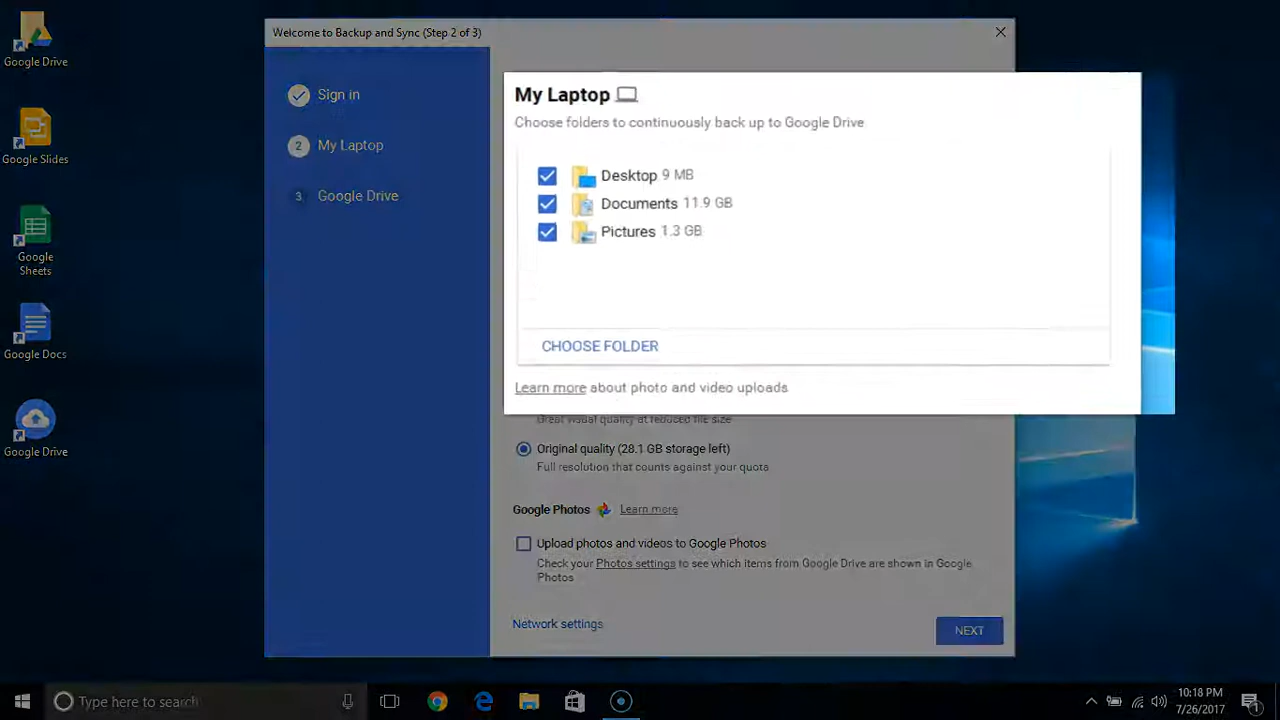 Google Drive
Google Slides
Google
Sheets
Google Docs
Google Drive
Welcome to Backup and Sync (Step 2 of 3)
Sign in
2 My Laptop
3 Google Drive
My Laptop
Choose folders to continuously back up to Google Drive
Desktop 9 MB
Documents 11.9 GB
Pictures 1.3 GB
CHOOSE FOLDER
Learn more about photo and video uploads
Great visual quality at reduced file size
Original quality (28.1 GB storage left)
Full resolution that counts against your quota
Google Photos Learn more
Upload photos and videos to Google Photos
Check your Photos settings to see which items from Google Drive are shown in Google
Photos
Network settings
NEXT
Type here to search
10:18 PM
7/26/2017
1